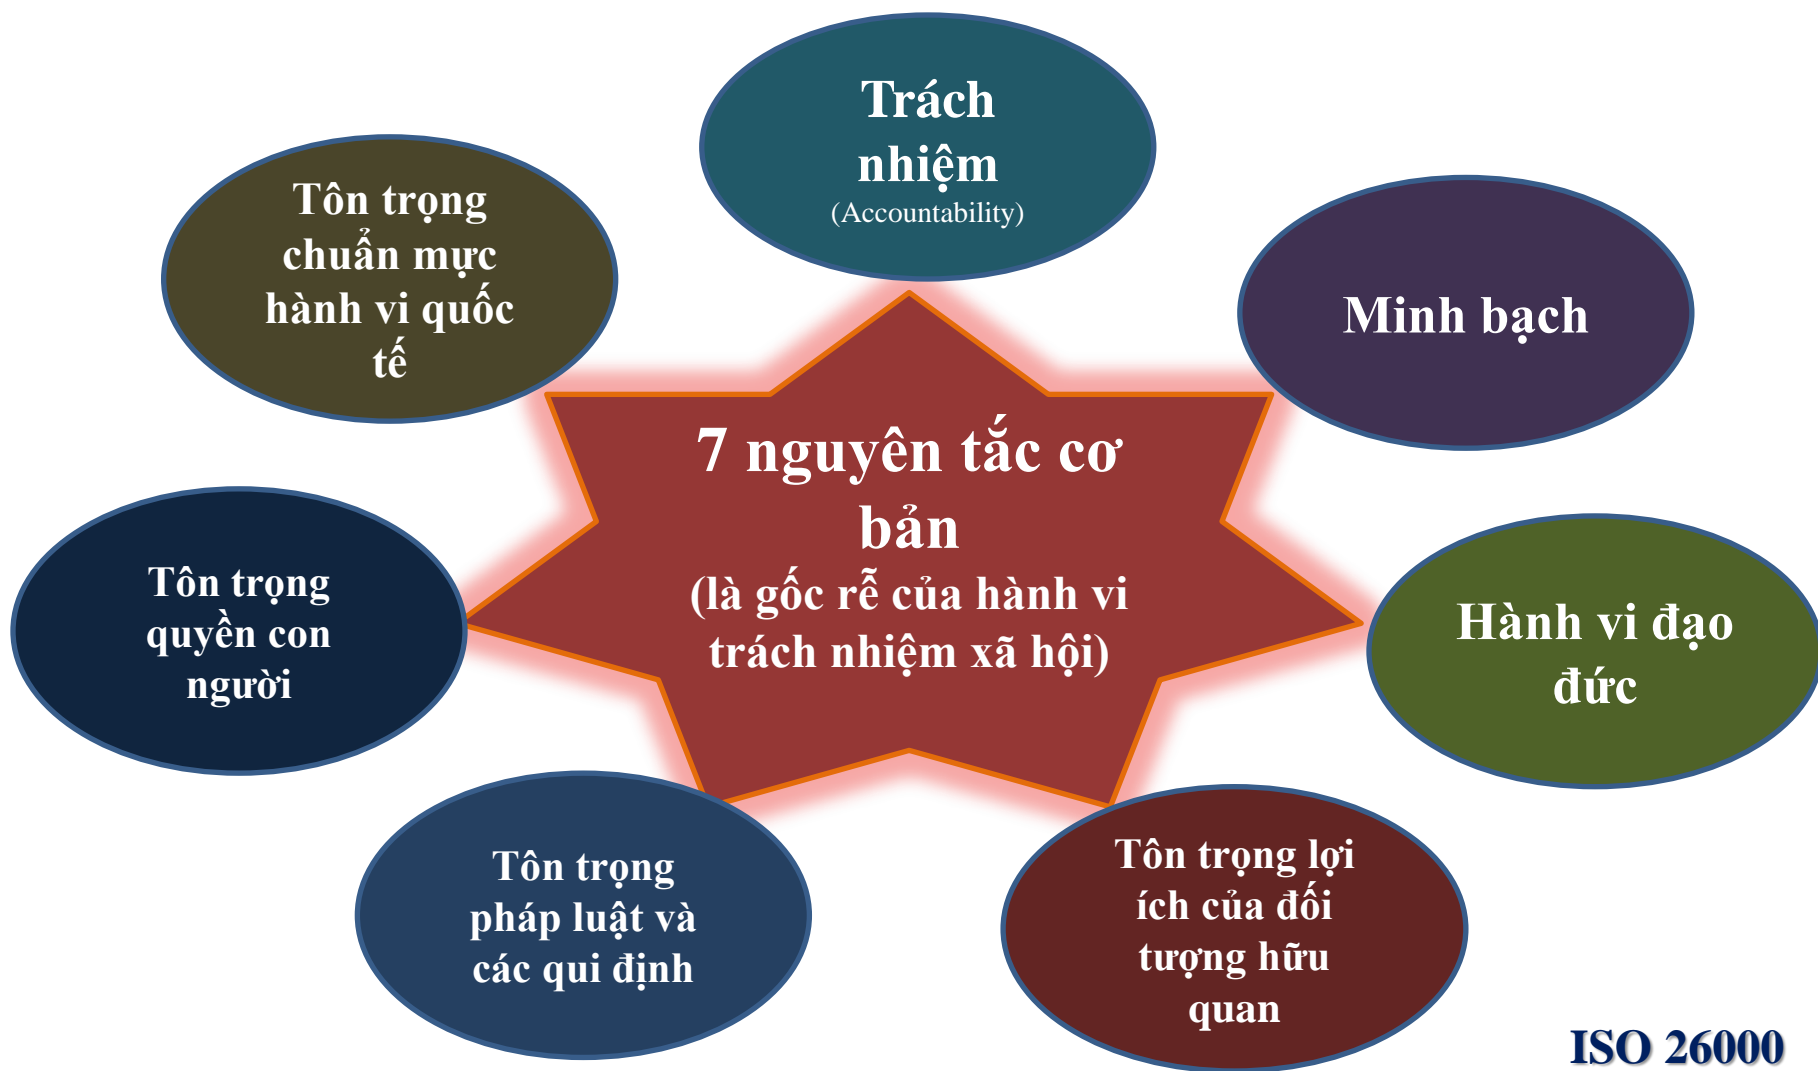 Trách
nhiệm
(Accountability)
Tôn trọng
chuẩn mực
hành vi quốc
tế
Minh bạch
7 nguyên tắc cơ
bản
(là gốc rễ của hành vi
trách nhiệm xã hội)
Tôn trọng
quyền con
người
Hành vi đạo
đức
Tôn trọng
pháp luật và
các qui định
Tôn trọng lợi
ích của đối
tượng hữu
quan
ISO 26000